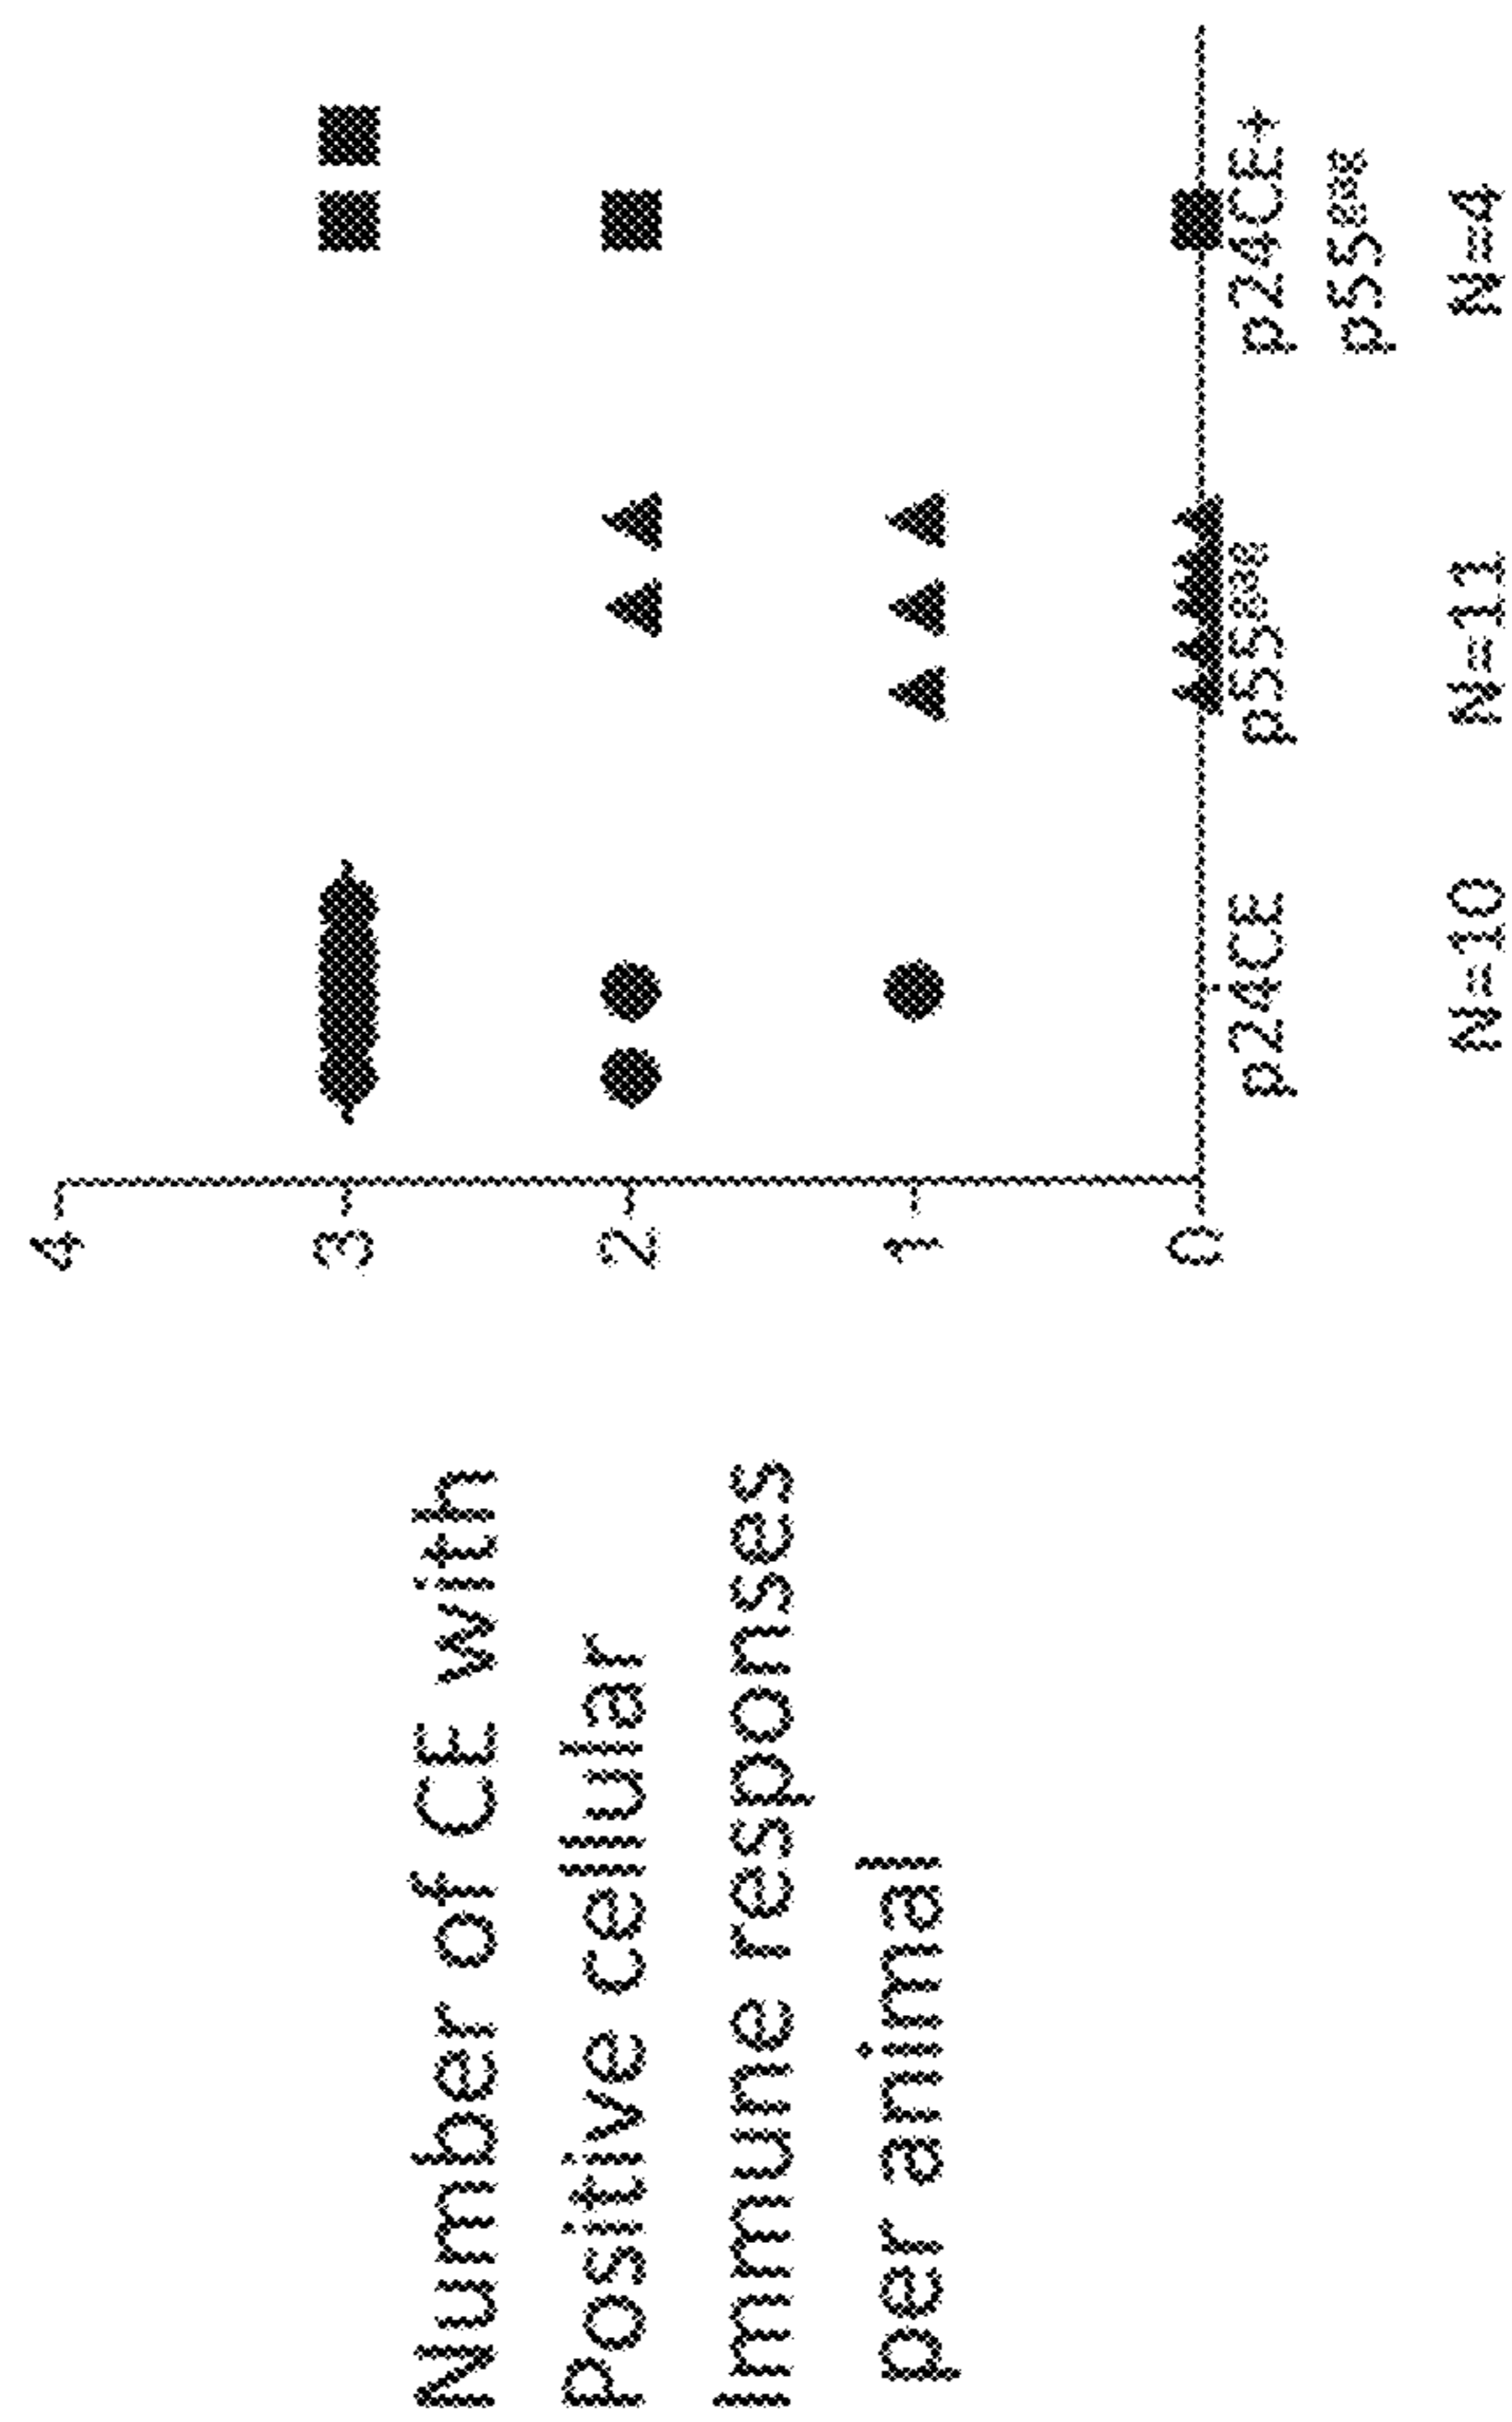 Number of CE with
Positive cellular
Immune responses
per animal
4
3
2
1
0
p24CE
p55gag
p24CE+
p55gag
N=10
N=11
N=4